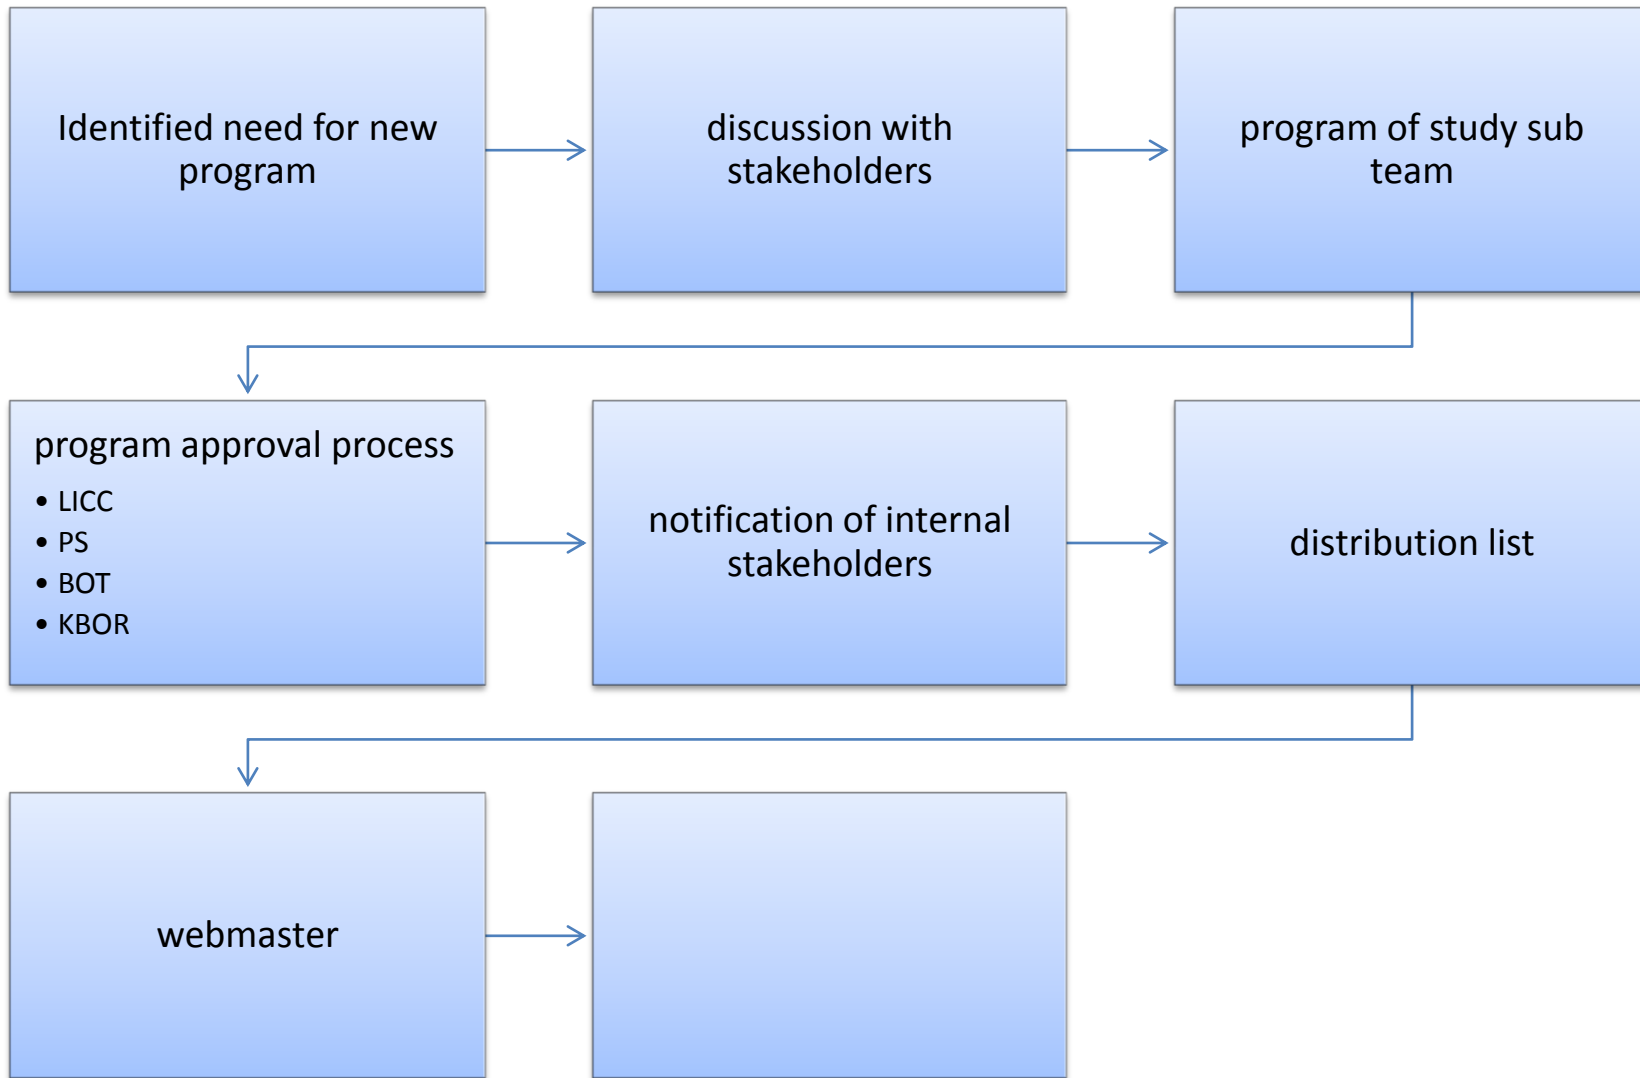 Identified need for new
program
discussion with
stakeholders
program of study sub
team
program approval process
• LICC
• PS
• BOT
• KBOR
notification of internal
stakeholders
distribution list
webmaster